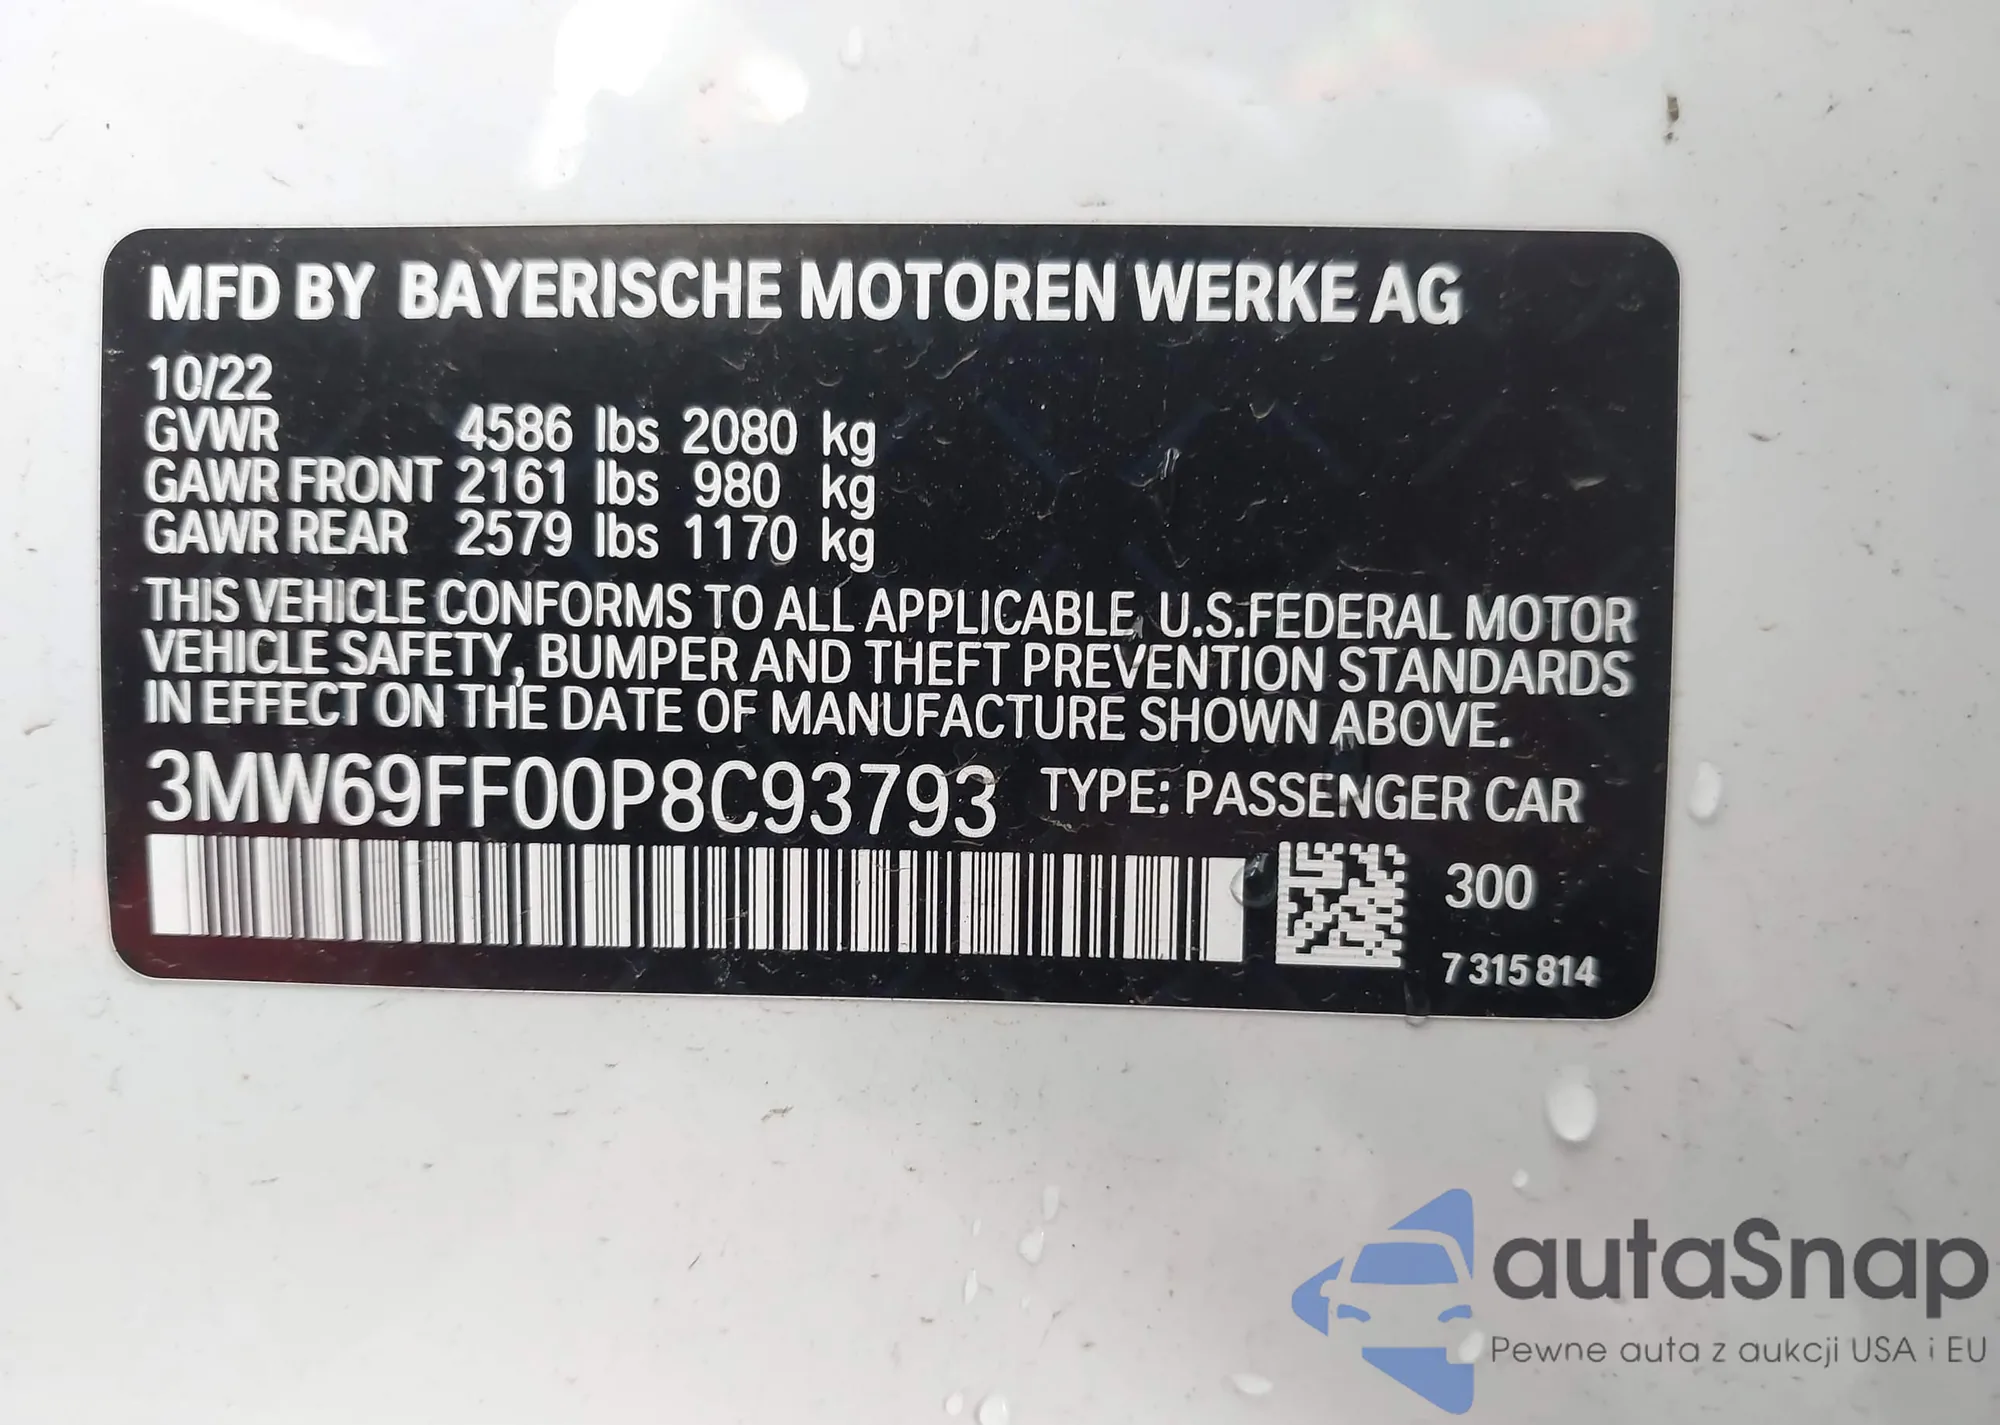 MFD BY BAYERISCHE MOTOREN WERKE AG
10/22
GVWR 4586 lbs 2080 kg
GAWR FRONT 2161 lbs 980 kg
GAWR REAR 2579 lbs 1170 kg
THIS VEHICLE CONFORMS TO ALL APPLICABLE U.S.FEDERAL MOTOR
VEHICLE SAFETY, BUMPER AND THEFT PREVENTION STANDARDS
IN EFFECT ON THE DATE OF MANUFACTURE SHOWN ABOVE.
3MW69FF00P8C93793 TYPE: PASSENGER CAR
300
7 315 814
autaSnap
Pewne auta z aukcji USA i EU